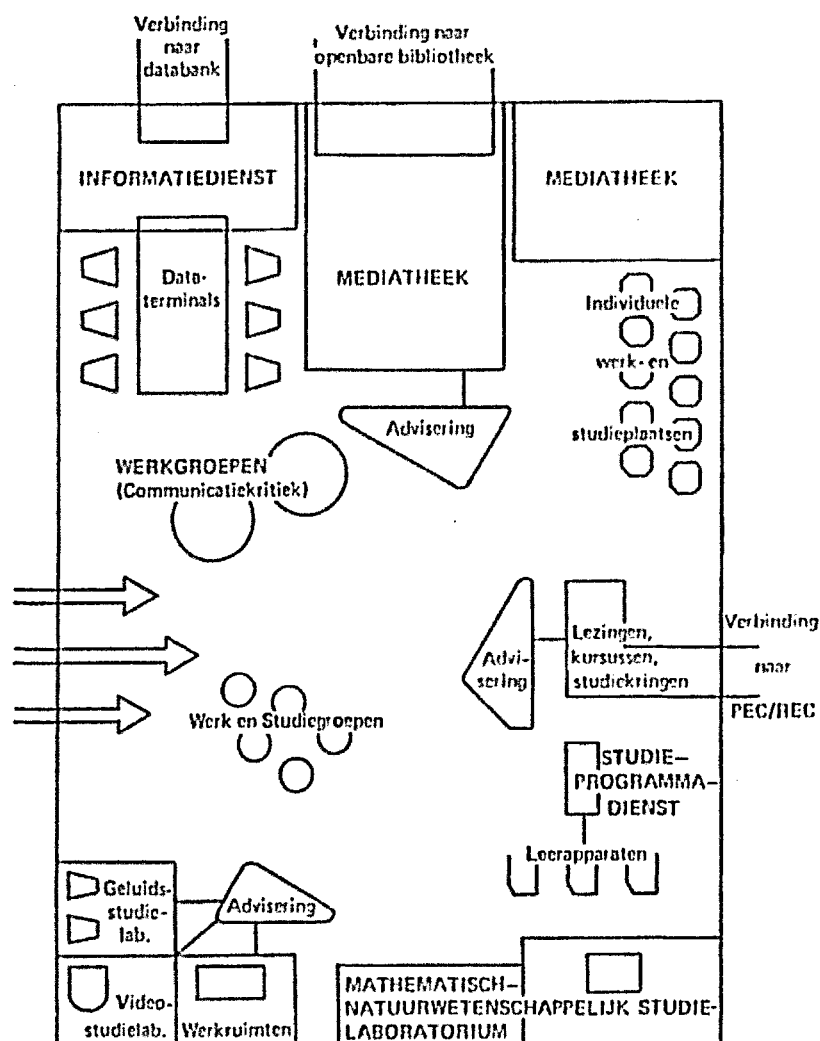 Verbinding
naar
databank
Verbinding naar
openbare bibliotheek
INFORMATIEDIENST
MEDIATHEEK
MEDIATHEEK
Data-
terminals
Individuele
werk- en
studieplaatsen
Advisering
WERKGROEPEN
(Communicatiekritiek)
Advi-
sering
Lezingen,
kursussen,
studiekringen
Verbinding
naar
PEC/REC
Werk en Studiegroepen
STUDIE–
PROGRAMMA-
DIENST
Leerapparaten
Geluids-
studie-
lab.
Advisering
Video-
studielab.
Werkruimten
MATHEMATISCH–
NATUURWETENSCHAPPELIJK STUDIE-
LABORATORIUM